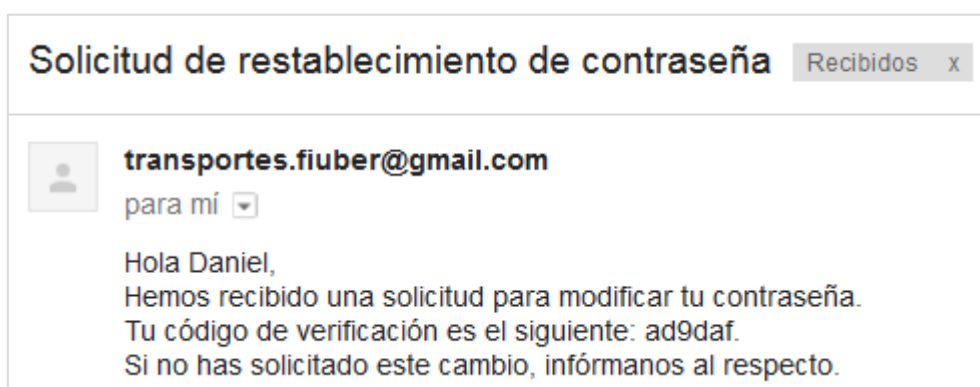 Solicitud de restablecimiento de contraseña Recibidos x
transportes.fiuber@gmail.com
para mí
Hola Daniel,
Hemos recibido una solicitud para modificar tu contraseña.
Tu código de verificación es el siguiente: ad9daf.
Si no has solicitado este cambio, infórmanos al respecto.